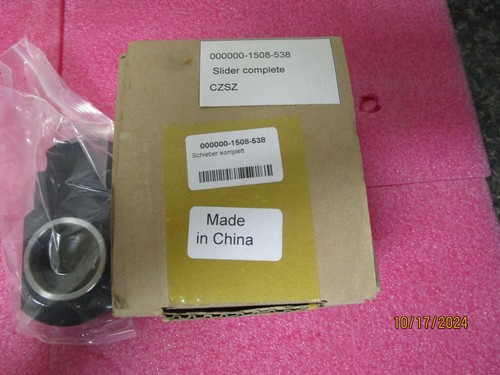 000000-1508-538
Slider complete
CZSZ
000000-1508-538
Schieber komplett
Made
in China
10/17/2024